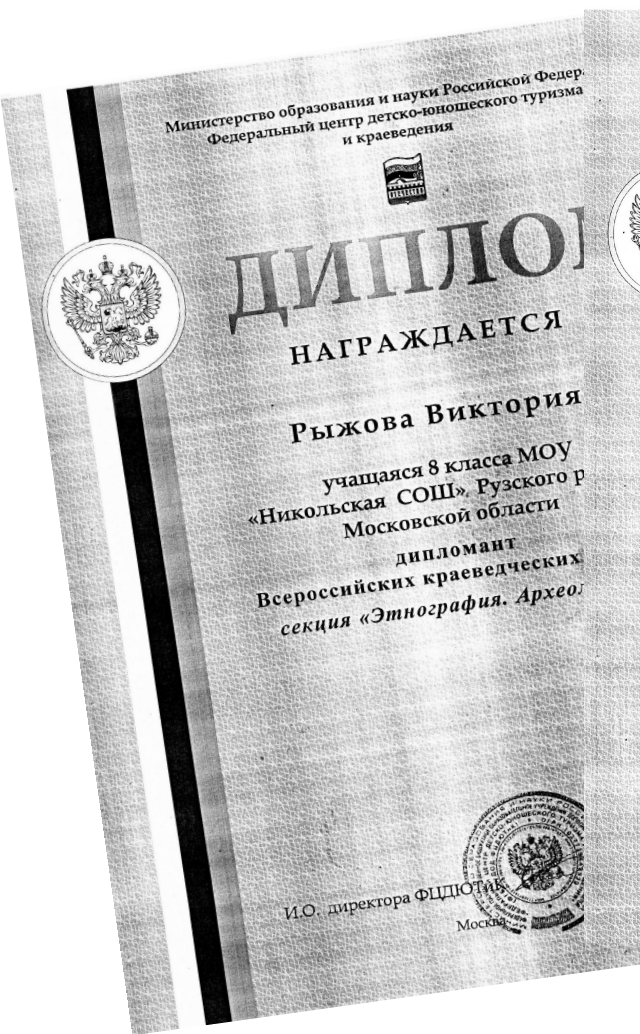 Министерство образования и науки Российской Федер
Федеральный центр детско-юношеского туризма
и краеведения
ОТЕЧЕСТВО
ДИПЛО
НАГРАЖДАЕТСЯ
Рыжова Виктория
учащаяся 8 класса МОУ
«Никольская СОШ», Рузского р
Московской области
дипломант
Всероссийских краеведческих
секция «Этнография. Археол
И.О. директора ФЦДЮТиК
Москва